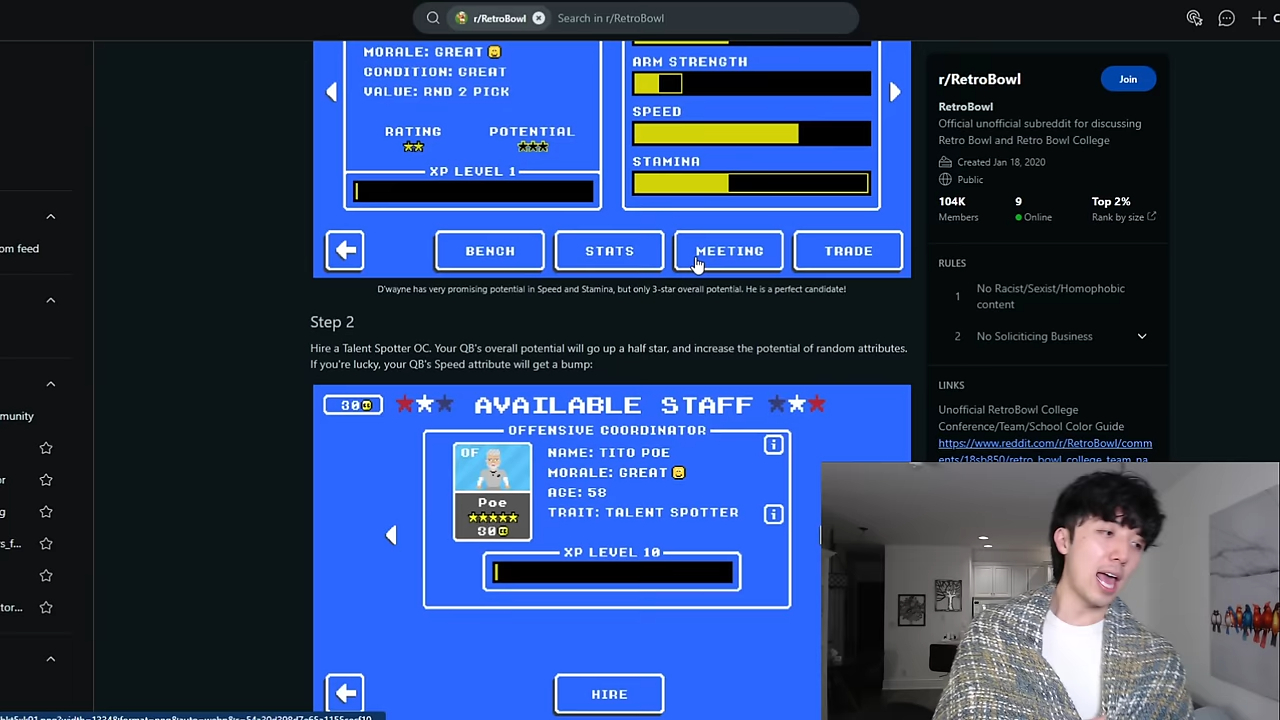 r/RetroBowl
Search in r/RetroBowl
MORALE: GREAT
CONDITION: GREAT
VALUE: RND 2 PICK
RATING
POTENTIAL
XP LEVEL 1
ARM STRENGTH
SPEED
STAMINA
BENCH
STATS
MEETING
TRADE
D'wayne has very promising potential in Speed and Stamina, but only 3-star overall potential. He is a perfect candidate!
Step 2
Hire a Talent Spotter OC. Your QB's overall potential will go up a half star, and increase the potential of random attributes.
If you're lucky, your QB's Speed attribute will get a bump:
30
AVAILABLE STAFF
OFFENSIVE COORDINATOR
OF
Poe
30
NAME: TITO POE
MORALE: GREAT
AGE: 58
TRAIT: TALENT SPOTTER
XP LEVEL 10
HIRE
r/RetroBowl
Join
RetroBowl
Official unofficial subreddit for discussing
Retro Bowl and Retro Bowl College
Created Jan 18, 2020
Public
104K
9
Top 2%
Members
Online
Rank by size
RULES
1
No Racist/Sexist/Homophobic
content
2
No Soliciticing Business
LINKS
Unofficial RetroBowl College
Conference/Team/School Color Guide
https://www.reddit.com/r/RetroBowl/comm
om feed
mmunity